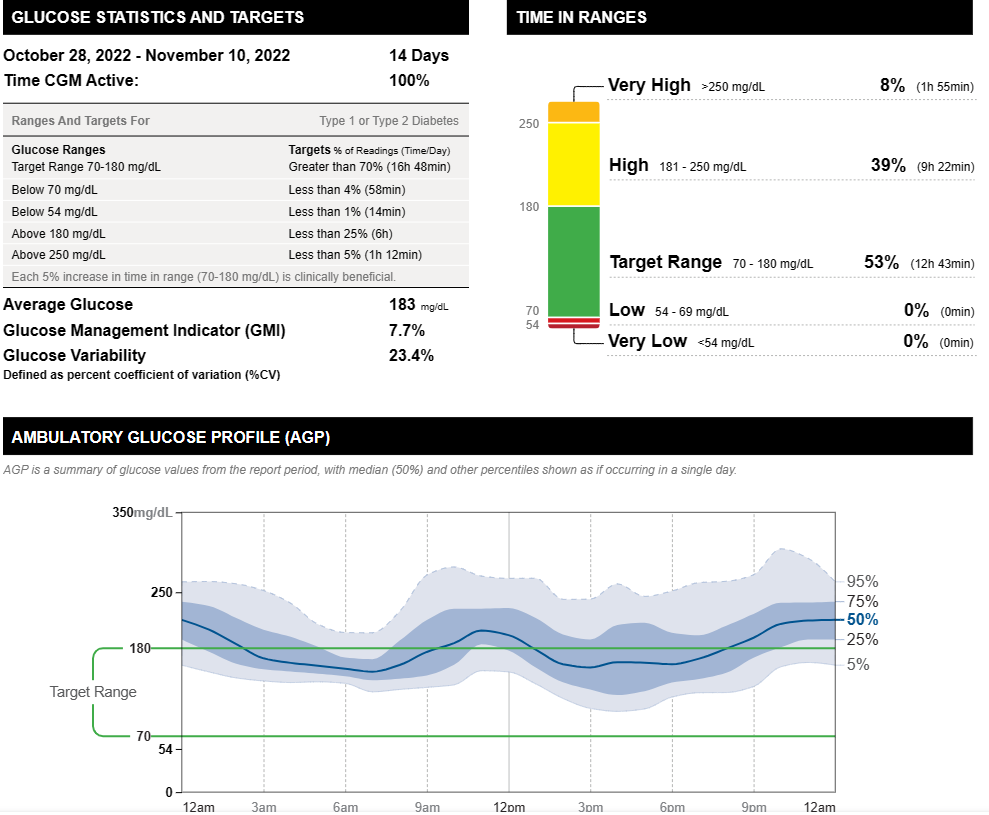 GLUCOSE STATISTICS AND TARGETS
October 28, 2022 - November 10, 2022 14 Days
Time CGM Active: 100%
Ranges And Targets For Type 1 or Type 2 Diabetes
Glucose Ranges Targets % of Readings (Time/Day)
Target Range 70-180 mg/dL Greater than 70% (16h 48min)
Below 70 mg/dL Less than 4% (58min)
Below 54 mg/dL Less than 1% (14min)
Above 180 mg/dL Less than 25% (6h)
Above 250 mg/dL Less than 5% (1h 12min)
Each 5% increase in time in range (70-180 mg/dL) is clinically beneficial.
Average Glucose 183 mg/dL
Glucose Management Indicator (GMI) 7.7%
Glucose Variability 23.4%
Defined as percent coefficient of variation (%CV)
TIME IN RANGES
Very High >250 mg/dL 8% (1h 55min)
250
High 181 - 250 mg/dL 39% (9h 22min)
180
Target Range 70 - 180 mg/dL 53% (12h 43min)
70
Low 54 - 69 mg/dL 0% (0min)
54
Very Low <54 mg/dL 0% (0min)
AMBULATORY GLUCOSE PROFILE (AGP)
AGP is a summary of glucose values from the report period, with median (50%) and other percentiles shown as if occurring in a single day.
350mg/dL
95%
250
75%
50%
25%
180
5%
Target Range
70
54
0
12am 3am 6am 9am 12pm 3pm 6pm 9pm 12am